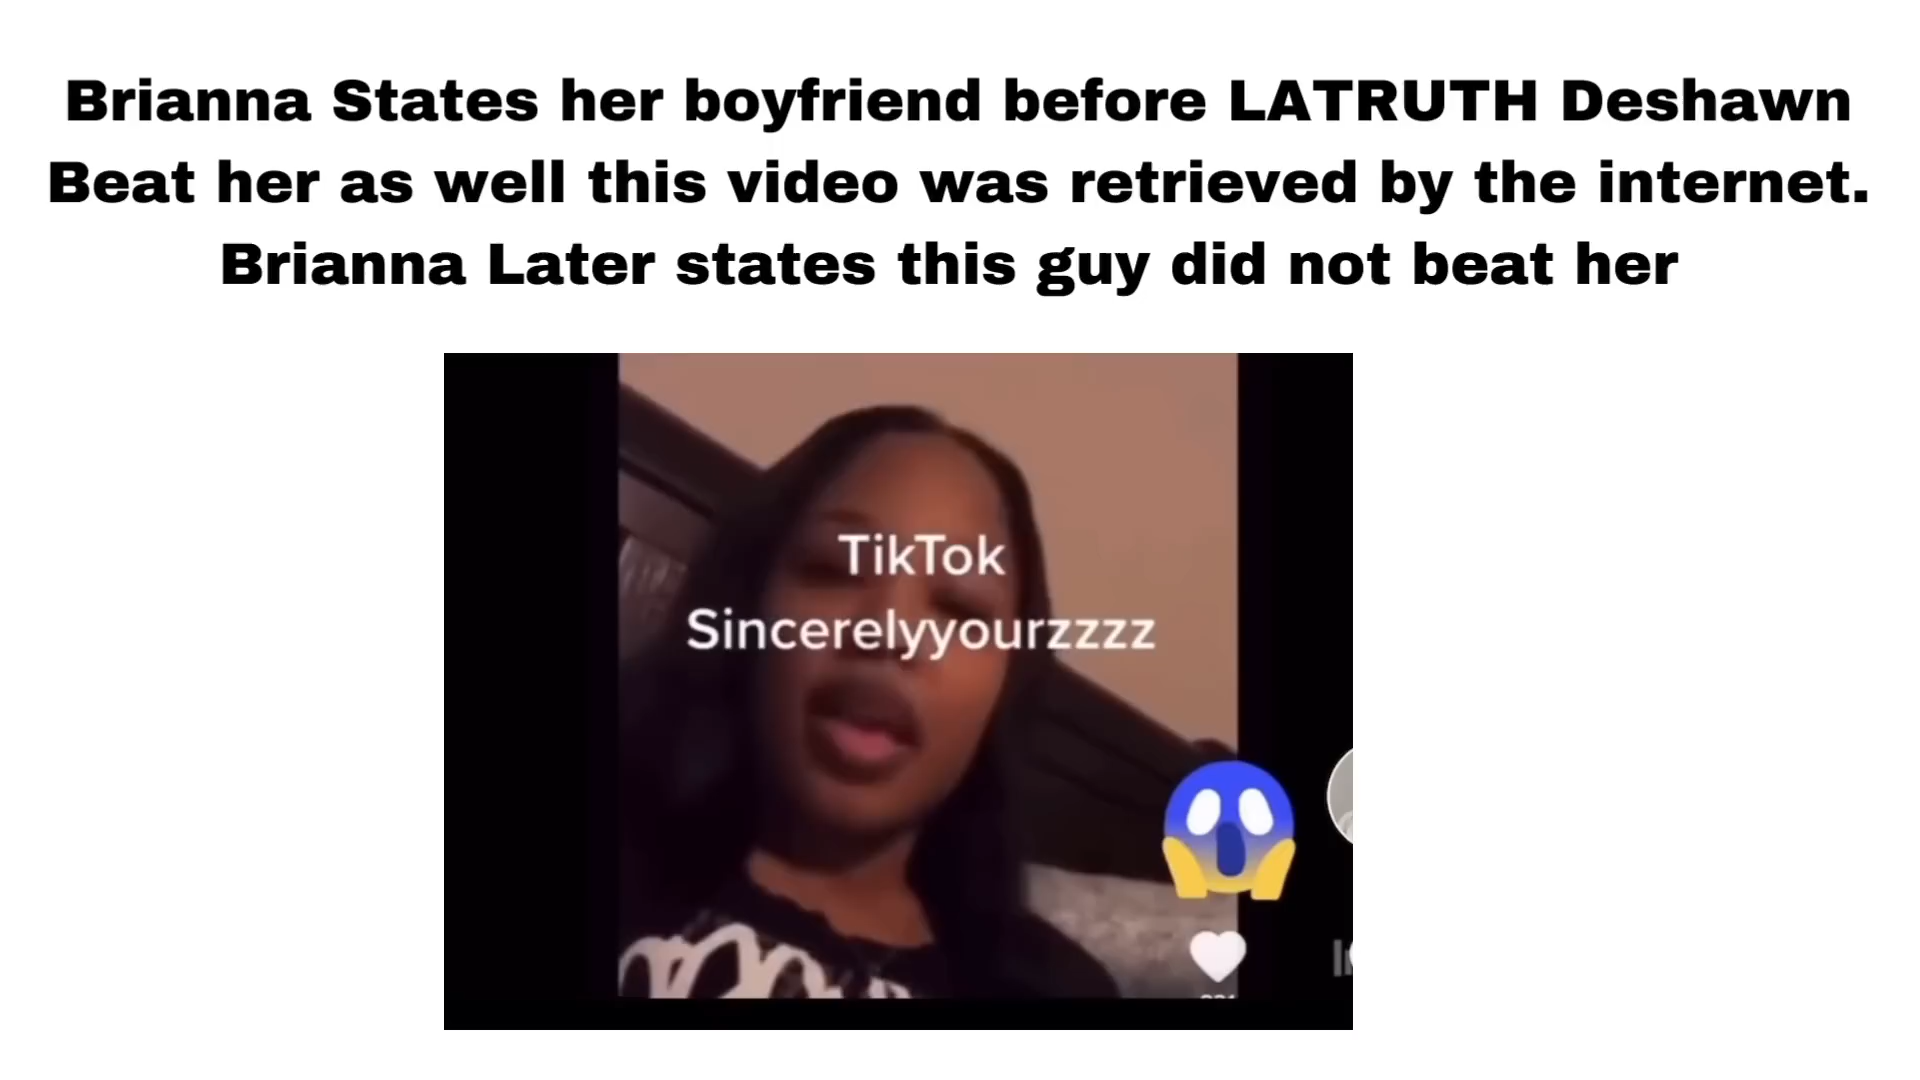 Brianna States her boyfriend before LATRUTH Deshawn
Beat her as well this video was retrieved by the internet.
Brianna Later states this guy did not beat her
TikTok
Sincerelyyourzzzz